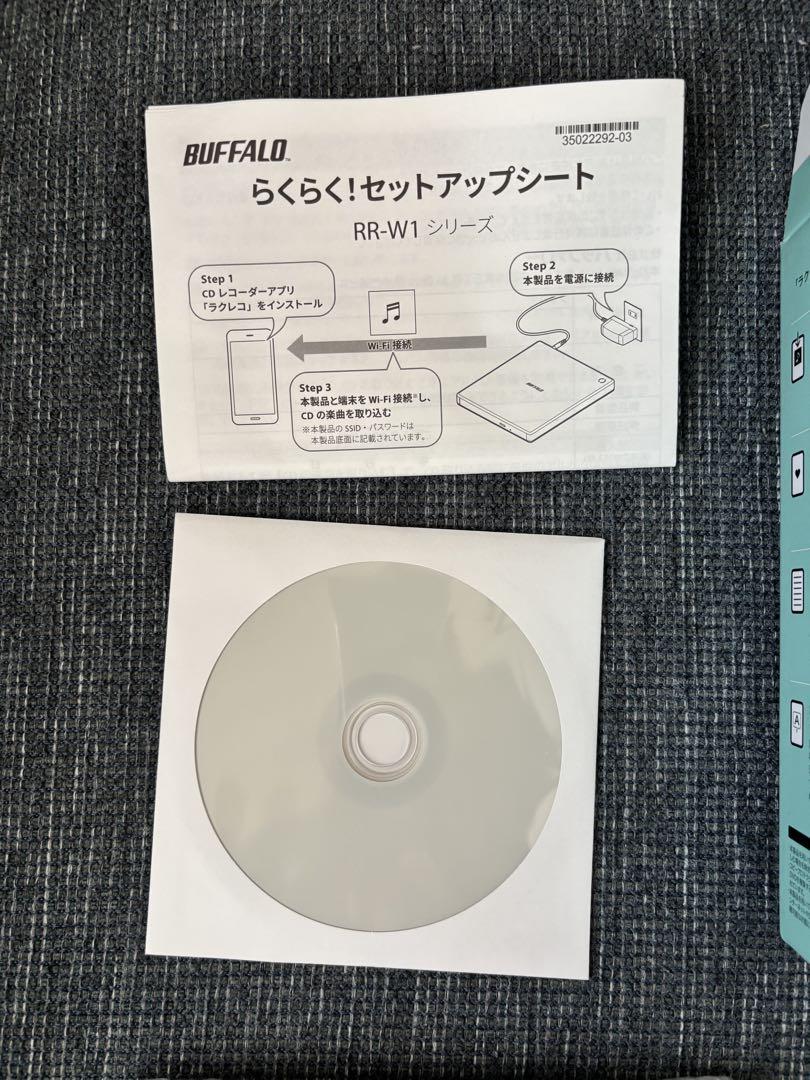 BUFFALO™
35022292-03
らくらく!セットアップシート
RR-W1 シリーズ
Step 1
CD レコーダーアプリ
「ラクレコ」をインストール
Step 2
本製品を電源に接続
Wi-Fi 接続
BUFFALO
Step 3
本製品と端末を Wi-Fi 接続※し、
CD の楽曲を取り込む
※本製品の SSID・パスワードは
本製品底面に記載されています。
「ラク
A